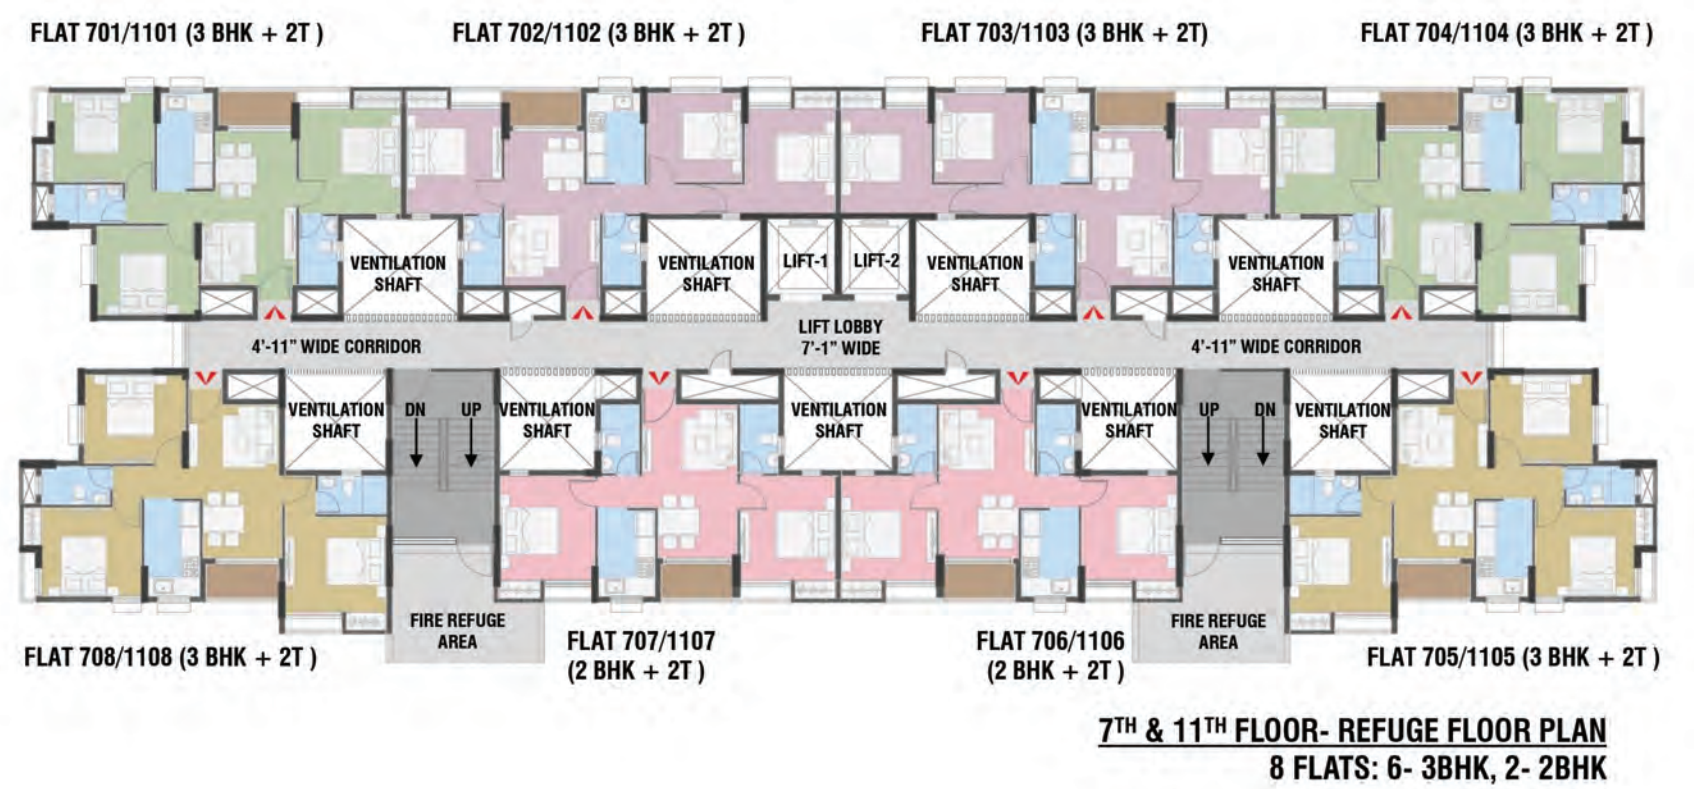 FLAT 701/1101 (3 BHK + 2T )
FLAT 702/1102 (3 BHK + 2T )
FLAT 703/1103 (3 BHK + 2T)
FLAT 704/1104 (3 BHK + 2T )
VENTILATION
SHAFT
VENTILATION
SHAFT
LIFT-1
LIFT-2
VENTILATION
SHAFT
VENTILATION
SHAFT
4'-11" WIDE CORRIDOR
LIFT LOBBY
7'-1" WIDE
4'-11" WIDE CORRIDOR
VENTILATION
SHAFT
DN
UP
VENTILATION
SHAFT
VENTILATION
SHAFT
VENTILATION
SHAFT
UP
DN
VENTILATION
SHAFT
FIRE REFUGE
AREA
FIRE REFUGE
AREA
FLAT 708/1108 (3 BHK + 2T )
FLAT 707/1107
(2 BHK + 2T )
FLAT 706/1106
(2 BHK + 2T )
FLAT 705/1105 (3 BHK + 2T )
7TH & 11TH FLOOR- REFUGE FLOOR PLAN
8 FLATS: 6- 3BHK, 2- 2BHK